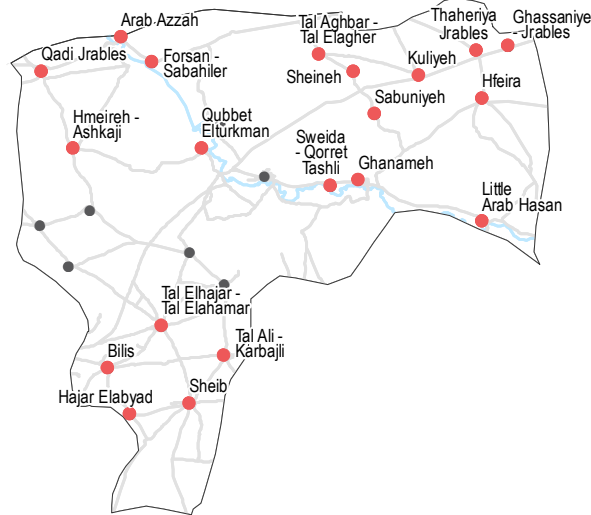 Arab Azzah
Qadi Jrables
Forsan -
Sabahiler
Tal Aghbar -
Tal Elagher
Sheineh
Thaheriya
Jrables
Ghassaniye
- Jrables
Kuliyeh
Hfeira
Sabuniyeh
Hmeireh -
Ashkaji
Qubbet
Elturkman
Sweida
- Qorret
Tashli
Ghanameh
Little
Arab Hasan
Tal Elhajar -
Tal Elahamar
Tal Ali -
Karbajli
Bilis
Hajar Elabyad
Sheib